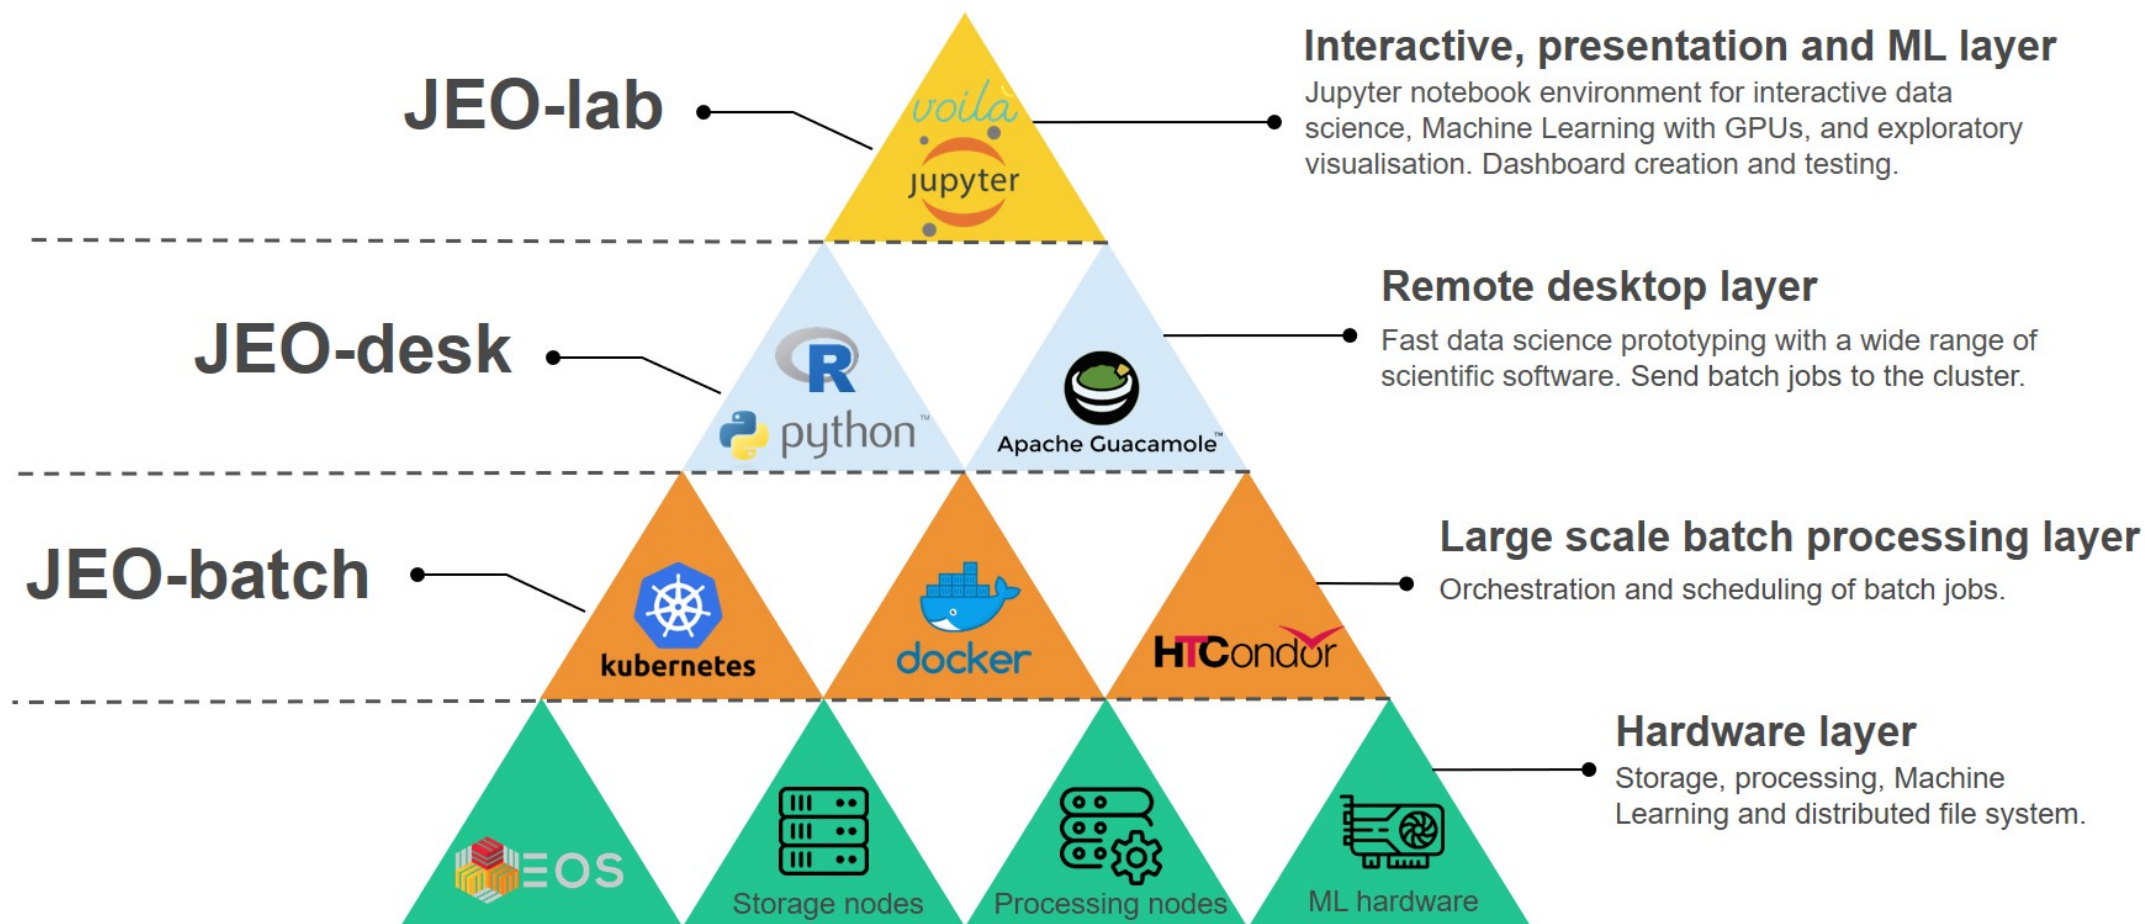 JEO-lab
voilà
jupyter
Interactive, presentation and ML layer
Jupyter notebook environment for interactive data
science, Machine Learning with GPUs, and exploratory
visualisation. Dashboard creation and testing.
JEO-desk
R
python™
Apache Guacamole™
Remote desktop layer
Fast data science prototyping with a wide range of
scientific software. Send batch jobs to the cluster.
JEO-batch
kubernetes
docker
HTCondor
Large scale batch processing layer
Orchestration and scheduling of batch jobs.
EOS
Storage nodes
Processing nodes
ML hardware
Hardware layer
Storage, processing, Machine
Learning and distributed file system.